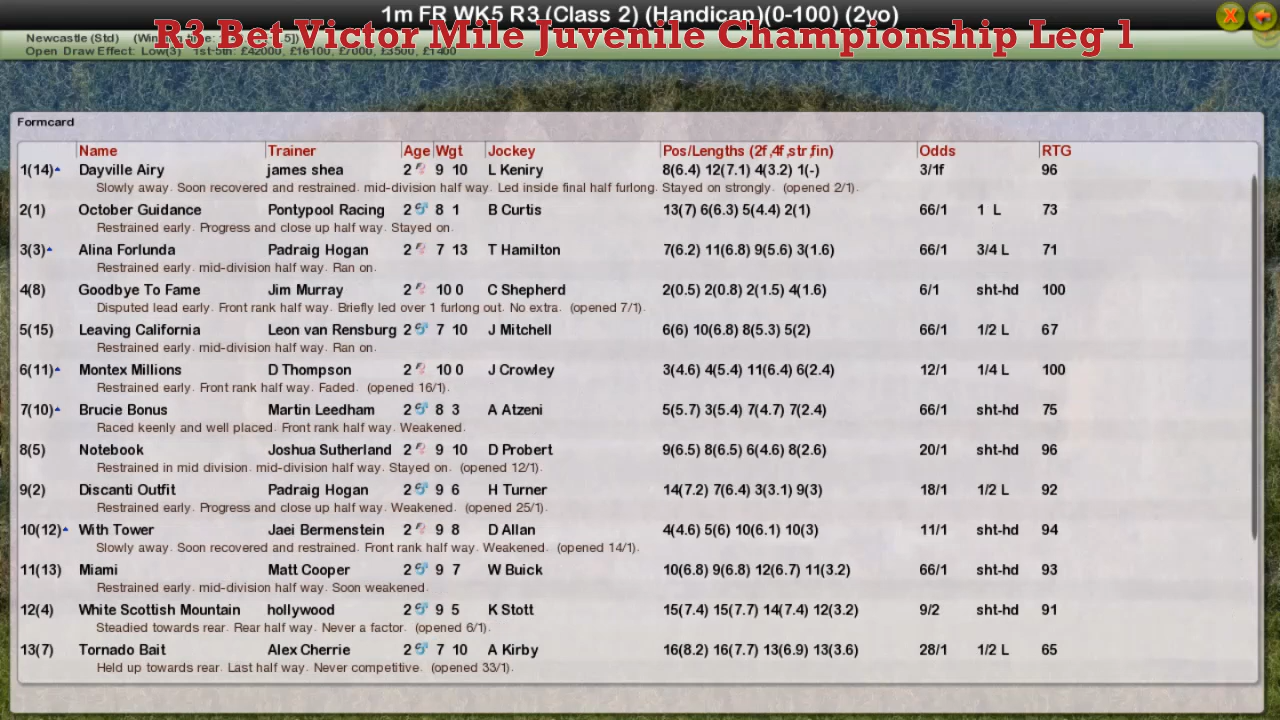 1m FR WK5 R3 (Class 2) (Handicap)(0-100) (2yo)
R3 Bet Victor Mile Juvenile Championship Leg 1
Newcastle (Std)
Open Draw Effect: Low(3) 1st-5th: £42000, £16100, £7000, £3500, £1400
Formcard
Name Trainer Age Wgt Jockey Pos/Lengths (2f,4f,str,fin) Odds RTG
1(14) Dayville Airy james shea 2 9 10 L Keniry 8(6.4) 12(7.1) 4(3.2) 1(-) 3/1f 96
Slowly away. Soon recovered and restrained. mid-division half way. Led inside final half furlong. Stayed on strongly. (opened 2/1).
2(1) October Guidance Pontypool Racing 2 8 1 B Curtis 13(7) 6(6.3) 5(4.4) 2(1) 66/1 1 L 73
Restrained early. Progress and close up half way. Stayed on.
3(3) Alina Forlunda Padraig Hogan 2 7 13 T Hamilton 7(6.2) 11(6.8) 9(5.6) 3(1.6) 66/1 3/4 L 71
Restrained early. mid-division half way. Ran on.
4(8) Goodbye To Fame Jim Murray 2 10 0 C Shepherd 2(0.5) 2(0.8) 2(1.5) 4(1.6) 6/1 sht-hd 100
Disputed lead early. Front rank half way. Briefly led over 1 furlong out. No extra. (opened 7/1).
5(15) Leaving California Leon van Rensburg 2 7 10 J Mitchell 6(6) 10(6.8) 8(5.3) 5(2) 66/1 1/2 L 67
Restrained early. mid-division half way. Ran on.
6(11) Montex Millions D Thompson 2 10 0 J Crowley 3(4.6) 4(5.4) 11(6.4) 6(2.4) 12/1 1/4 L 100
Restrained early. Front rank half way. Faded. (opened 16/1).
7(10) Brucie Bonus Martin Leedham 2 8 3 A Atzeni 5(5.7) 3(5.4) 7(4.7) 7(2.4) 66/1 sht-hd 75
Raced keenly and well placed. Front rank half way. Weakened.
8(5) Notebook Joshua Sutherland 2 9 10 D Probert 9(6.5) 8(6.5) 6(4.6) 8(2.6) 20/1 sht-hd 96
Restrained in mid division. mid-division half way. Stayed on. (opened 12/1).
9(2) Discanti Outfit Padraig Hogan 2 9 6 H Turner 14(7.2) 7(6.4) 3(3.1) 9(3) 18/1 1/2 L 92
Restrained early. Progress and close up half way. Weakened. (opened 25/1).
10(12) With Tower Jaei Bermenstein 2 9 8 D Allan 4(4.6) 5(6) 10(6.1) 10(3) 11/1 sht-hd 94
Slowly away. Soon recovered and restrained. Front rank half way. Weakened. (opened 14/1).
11(13) Miami Matt Cooper 2 9 7 W Buick 10(6.8) 9(6.8) 12(6.7) 11(3.2) 66/1 sht-hd 93
Restrained early. mid-division half way. Soon weakened.
12(4) White Scottish Mountain hollywood 2 9 5 K Stott 15(7.4) 15(7.7) 14(7.4) 12(3.2) 9/2 sht-hd 91
Steadied towards rear. Rear half way. Never a factor. (opened 6/1).
13(7) Tornado Bait Alex Cherrie 2 7 10 A Kirby 16(8.2) 16(7.7) 13(6.9) 13(3.6) 28/1 1/2 L 65
Held up towards rear. Last half way. Never competitive. (opened 33/1).